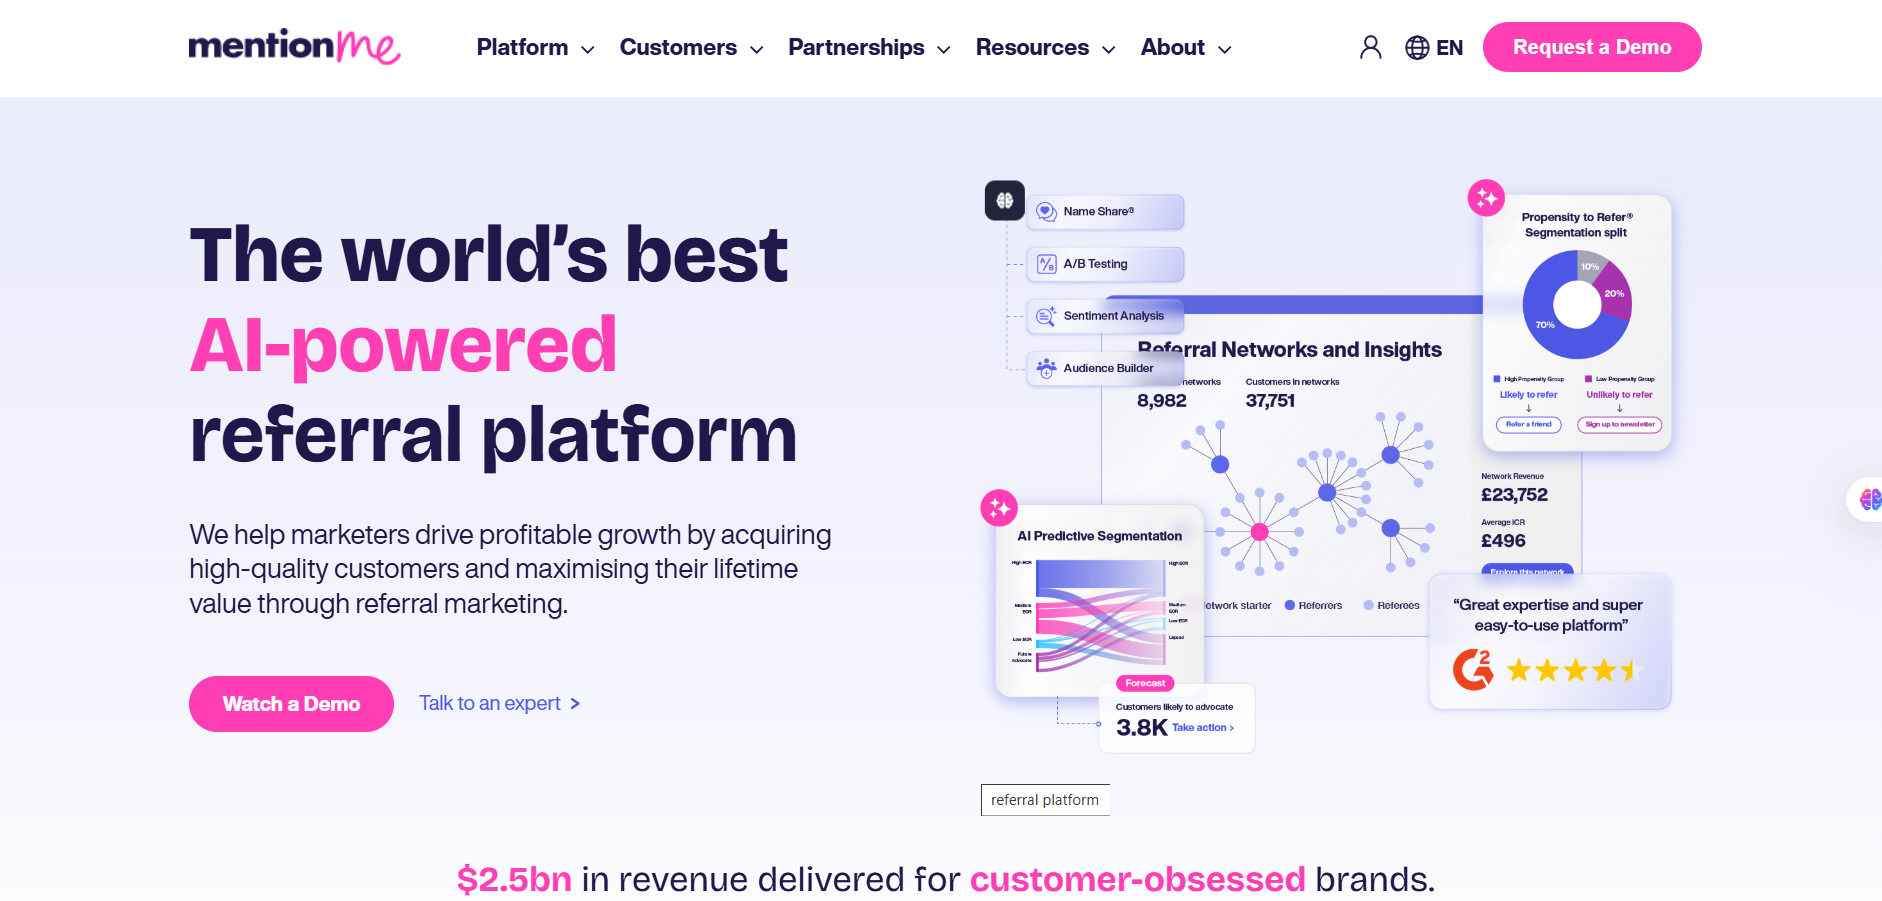 mentionme
Platform
Customers
Partnerships
Resources
About
EN
Request a Demo
The world's best
AI-powered
referral platform
We help marketers drive profitable growth by acquiring
high-quality customers and maximising their lifetime
value through referral marketing.
Watch a Demo
Talk to an expert >
Name Share®
A/B Testing
Sentiment Analysis
Audience Builder
Referral Networks and Insights
networks
8,982
Customers in networks
37,751
Propensity to Refer®
Segmentation split
10%
20%
70%
High Propensity Group
Likely to refer
Refer a friend
Low Propensity Group
Unlikely to refer
Sign up to newsletter
Network Revenue
£23,752
Average ICR
£496
Explore this network
etwork starter
Referrers
Referees
AI Predictive Segmentation
High ECR
Medium
ECR
Low ECR
Future
Advocate
High ECR
Medium
ECR
Low ECR
Lapsed
Forecast
Customers likely to advocate
3.8K Take action >
“Great expertise and super
easy-to-use platform”
G2
referral platform
$2.5bn in revenue delivered for customer-obsessed brands.